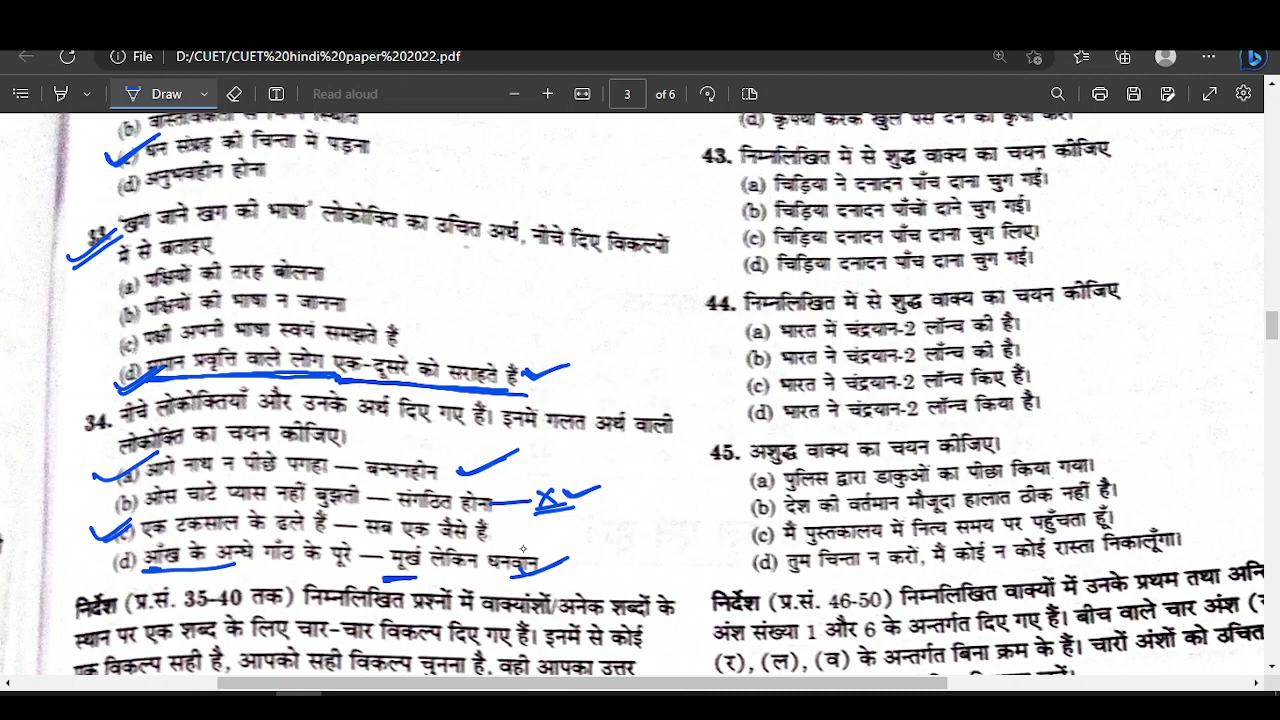 File
D:/CUET/CUET%20hindi%20paper%202022.pdf
Draw
Read aloud
3
of 6
(c) धन संग्रह की चिन्ता में पड़ना
(d) अनुभवहीन होना
33. 'खग जाने खग की भाषा' लोकोक्ति का उचित अर्थ, नीचे दिए विकल्पों
में से बताइए
(a) पक्षियों की तरह बोलना
(b) पक्षियों की भाषा न जानना
(c) पक्षी अपनी भाषा स्वयं समझते हैं
(d) समान प्रवृत्ति वाले लोग एक-दूसरे को सराहते हैं
34. नीचे लोकोक्तियाँ और उनके अर्थ दिए गए हैं। इनमें गलत अर्थ वाली
लोकोक्ति का चयन कीजिए।
(a) आगे नाथ न पीछे पगहा — बन्धनहीन
(b) ओस चाटे प्यास नहीं बुझती — संगठित होना
(c) एक टकसाल के ढले हैं — सब एक जैसे हैं
(d) आँख के अन्धे गाँठ के पूरे — मूर्ख लेकिन धनवान
निर्देश (प्र.सं. 35-40 तक) निम्नलिखित प्रश्नों में वाक्यांशों/अनेक शब्दों के
स्थान पर एक शब्द के लिए चार-चार विकल्प दिए गए हैं। इनमें से कोई
एक विकल्प सही है, आपको सही विकल्प चुनना है, वही आपका उत्तर
(d) कृपया करके खुले पैसे देने की कृपा करें।
43. निम्नलिखित में से शुद्ध वाक्य का चयन कीजिए
(a) चिड़िया ने दनादन पाँच दाना चुग गई।
(b) चिड़िया दनादन पाँचों दाने चुग गई।
(c) चिड़िया दनादन पाँच दाना चुग लिए।
(d) चिड़िया दनादन पाँच दाना चुग गई।
44. निम्नलिखित में से शुद्ध वाक्य का चयन कीजिए
(a) भारत में चंद्रयान-2 लॉन्च की है।
(b) भारत ने चंद्रयान-2 लॉन्च की है।
(c) भारत ने चंद्रयान-2 लॉन्च किए हैं।
(d) भारत ने चंद्रयान-2 लॉन्च किया है।
45. अशुद्ध वाक्य का चयन कीजिए।
(a) पुलिस द्वारा डाकुओं का पीछा किया गया।
(b) देश की वर्तमान मौजूदा हालात ठीक नहीं है।
(c) मैं पुस्तकालय में नित्य समय पर पहुँचता हूँ।
(d) तुम चिन्ता न करों, मैं कोई न कोई रास्ता निकालूँगा।
निर्देश (प्र.सं. 46-50) निम्नलिखित वाक्यों में उनके प्रथम तथा
अंश संख्या 1 और 6 के अन्तर्गत दिए गए हैं। बीच वाले चार अंश
(र), (ल), (व) के अन्तर्गत बिना क्रम के हैं। चारों अंशों को